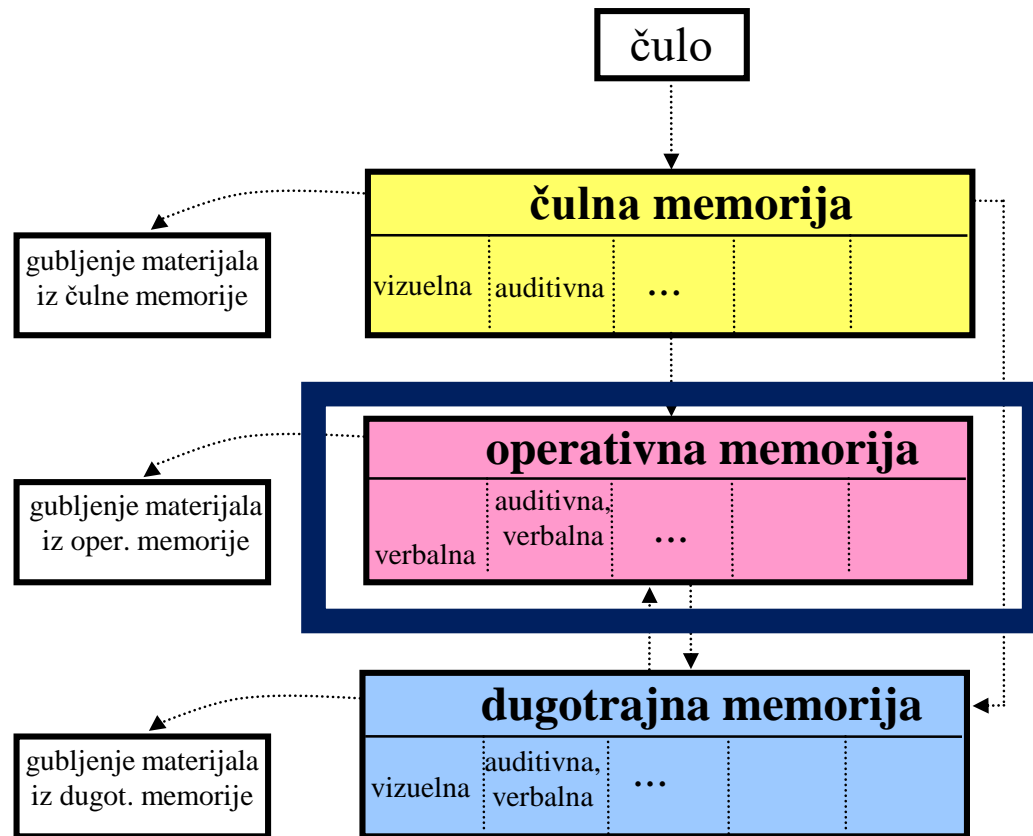 čulo
čulna memorija
vizuelna
auditivna
...
gubljenje materijala
iz čulne memorije
operativna memorija
verbalna
auditivna,
verbalna
...
gubljenje materijala
iz oper. memorije
dugotrajna memorija
vizuelna
auditivna,
verbalna
...
gubljenje materijala
iz dugot. memorije